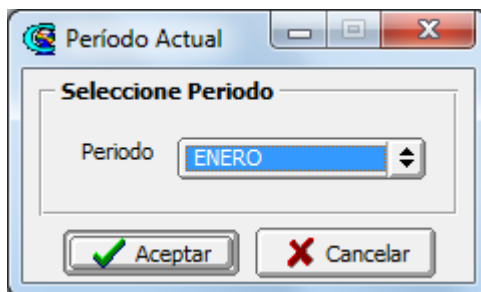 Período Actual
Seleccione Periodo
Periodo ENERO
Aceptar Cancelar